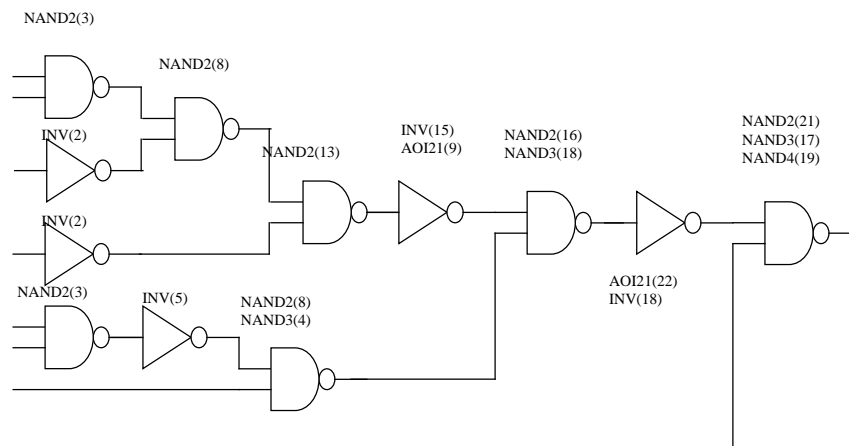 NAND2(3)
NAND2(8)
INV(2)
NAND2(13)
INV(15)
AOI21(9)
NAND2(16)
NAND3(18)
NAND2(21)
NAND3(17)
NAND4(19)
INV(2)
NAND2(3)
INV(5)
NAND2(8)
NAND3(4)
AOI21(22)
INV(18)